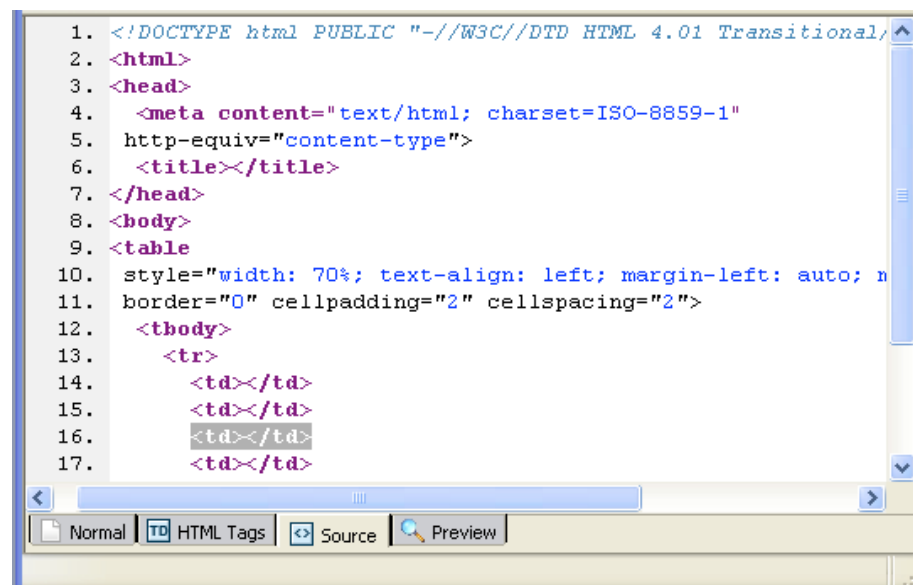 1. <!DOCTYPE html PUBLIC "-//W3C//DTD HTML 4.01 Transitional/
2. <html>
3. <head>
4. <meta content="text/html; charset=ISO-8859-1"
5. http-equiv="content-type">
6. <title></title>
7. </head>
8. <body>
9. <table
10. style="width: 70%; text-align: left; margin-left: auto;
11. border="0" cellpadding="2" cellspacing="2">
12. <tbody>
13. <tr>
14. <td></td>
15. <td></td>
16. <td></td>
17. <td></td>
Normal TD HTML Tags <> Source Preview